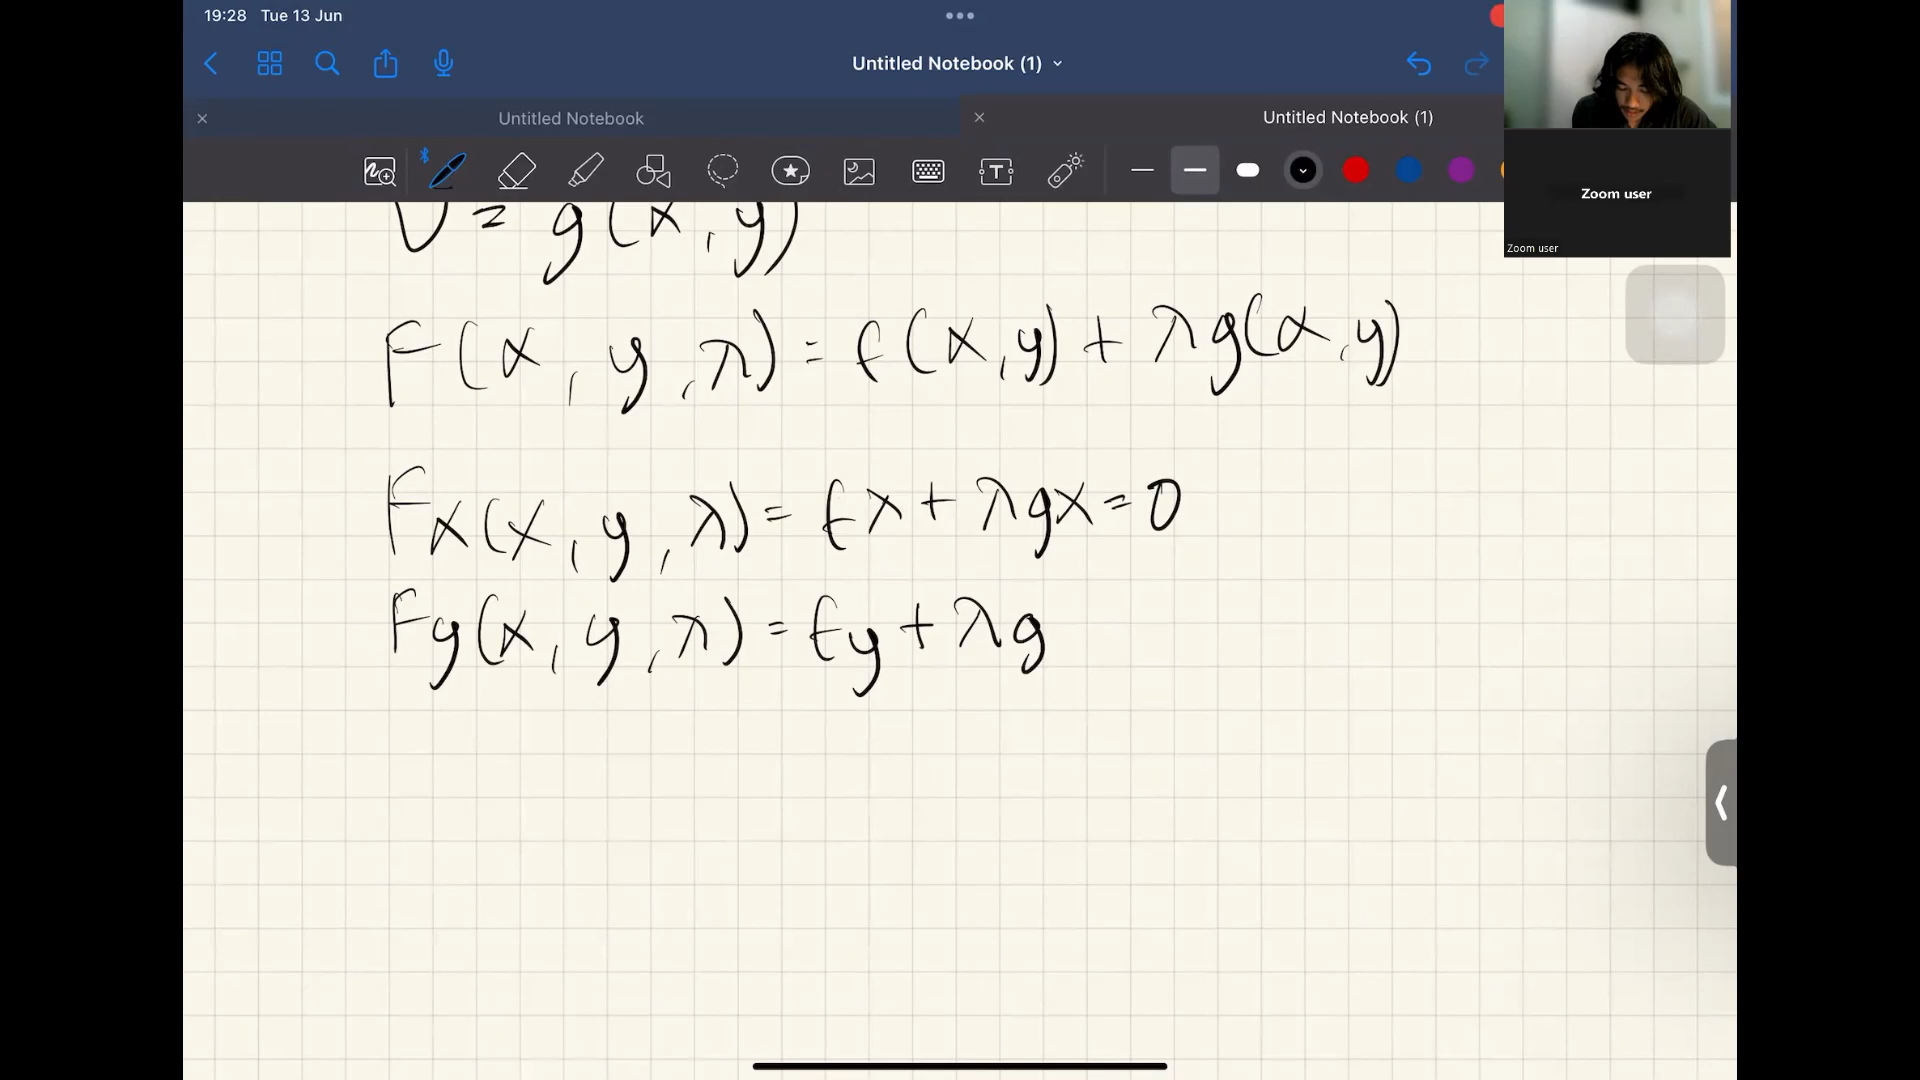 19:28 Tue 13 Jun
Untitled Notebook (1)
Untitled Notebook
Untitled Notebook (1)
T
Zoom user
Zoom user
U = g(x,y)
F(x,y,λ) = f(x,y) + λg(x,y)
Fx(x,y,λ) = fx + λgx = 0
Fy(x,y,λ) = fy + λg